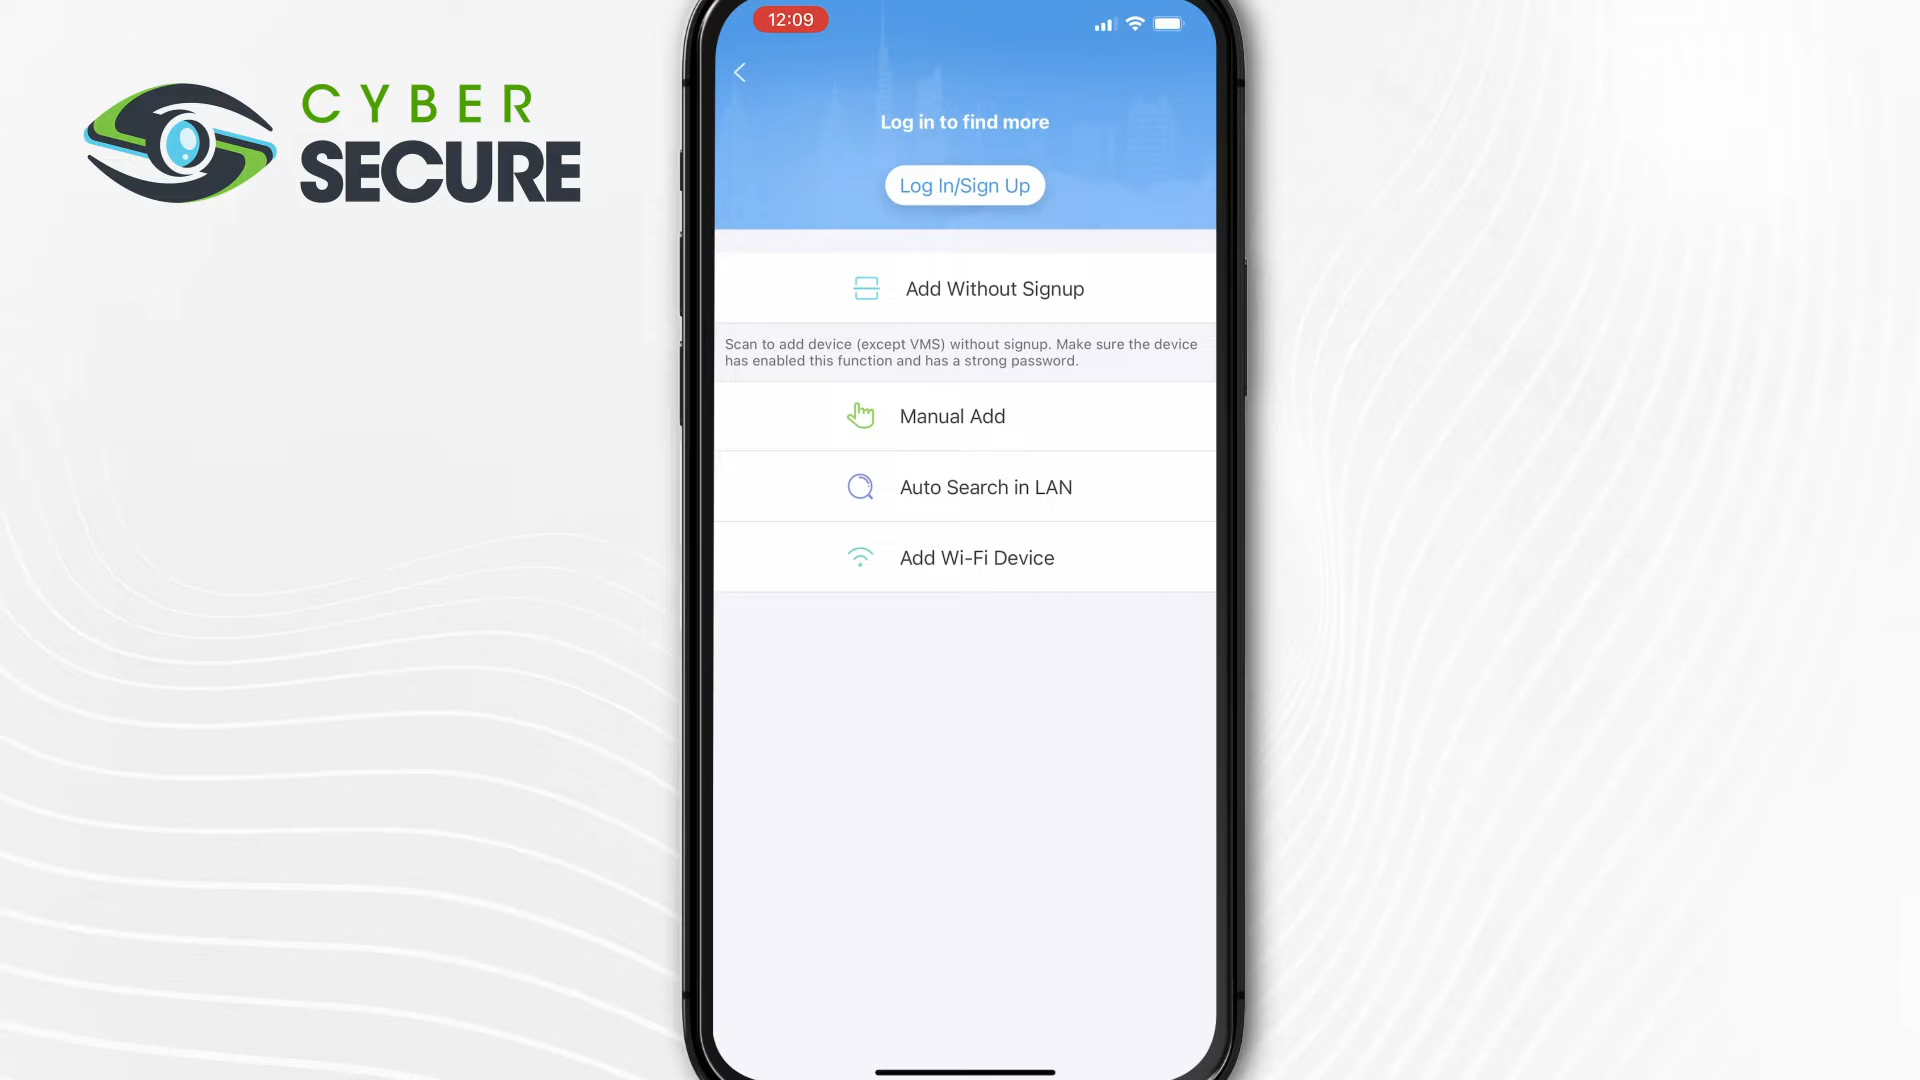 CYBER
SECURE
12:09
Log in to find more
Log In/Sign Up
Add Without Signup
Scan to add device (except VMS) without signup. Make sure the device
has enabled this function and has a strong password.
Manual Add
Auto Search in LAN
Add Wi-Fi Device